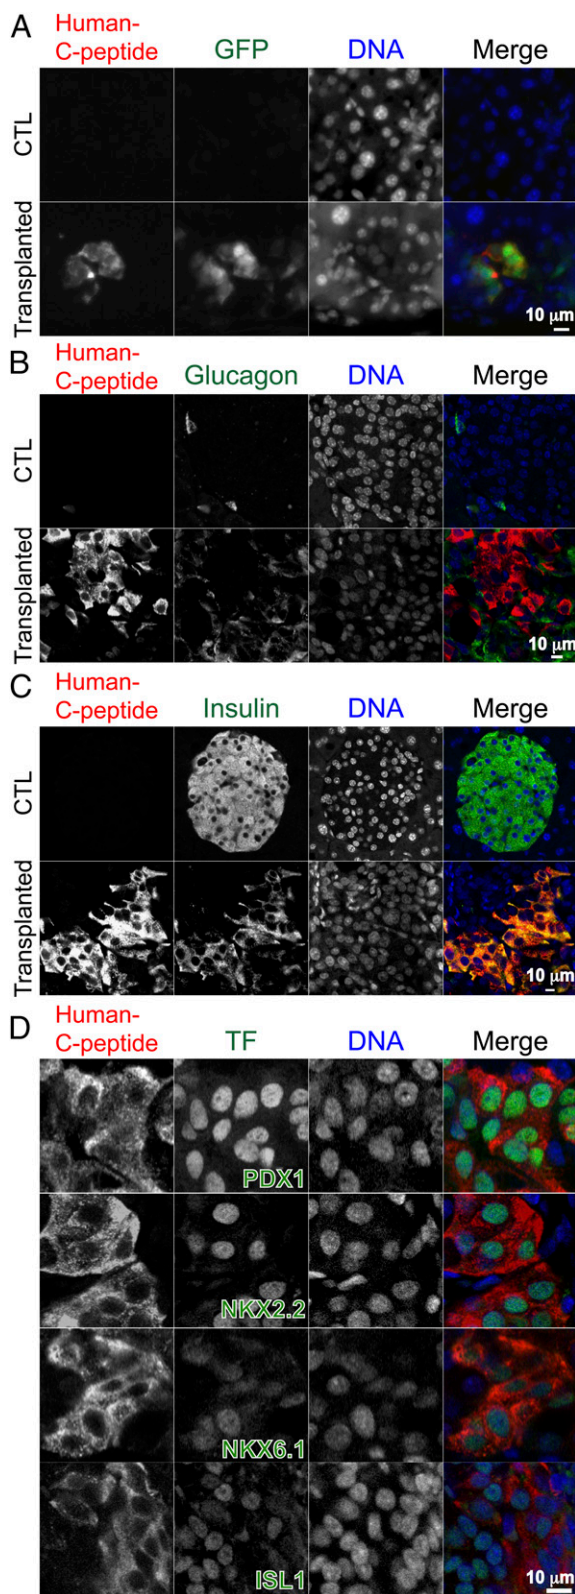 A
Human-
C-peptide GFP DNA Merge
CTL
Transplanted
10 μm
B
Human-
C-peptide Glucagon DNA Merge
CTL
Transplanted
10 μm
C
Human-
C-peptide Insulin DNA Merge
CTL
Transplanted
10 μm
D
Human-
C-peptide TF DNA Merge
PDX1
NKX2.2
NKX6.1
ISL1
10 μm